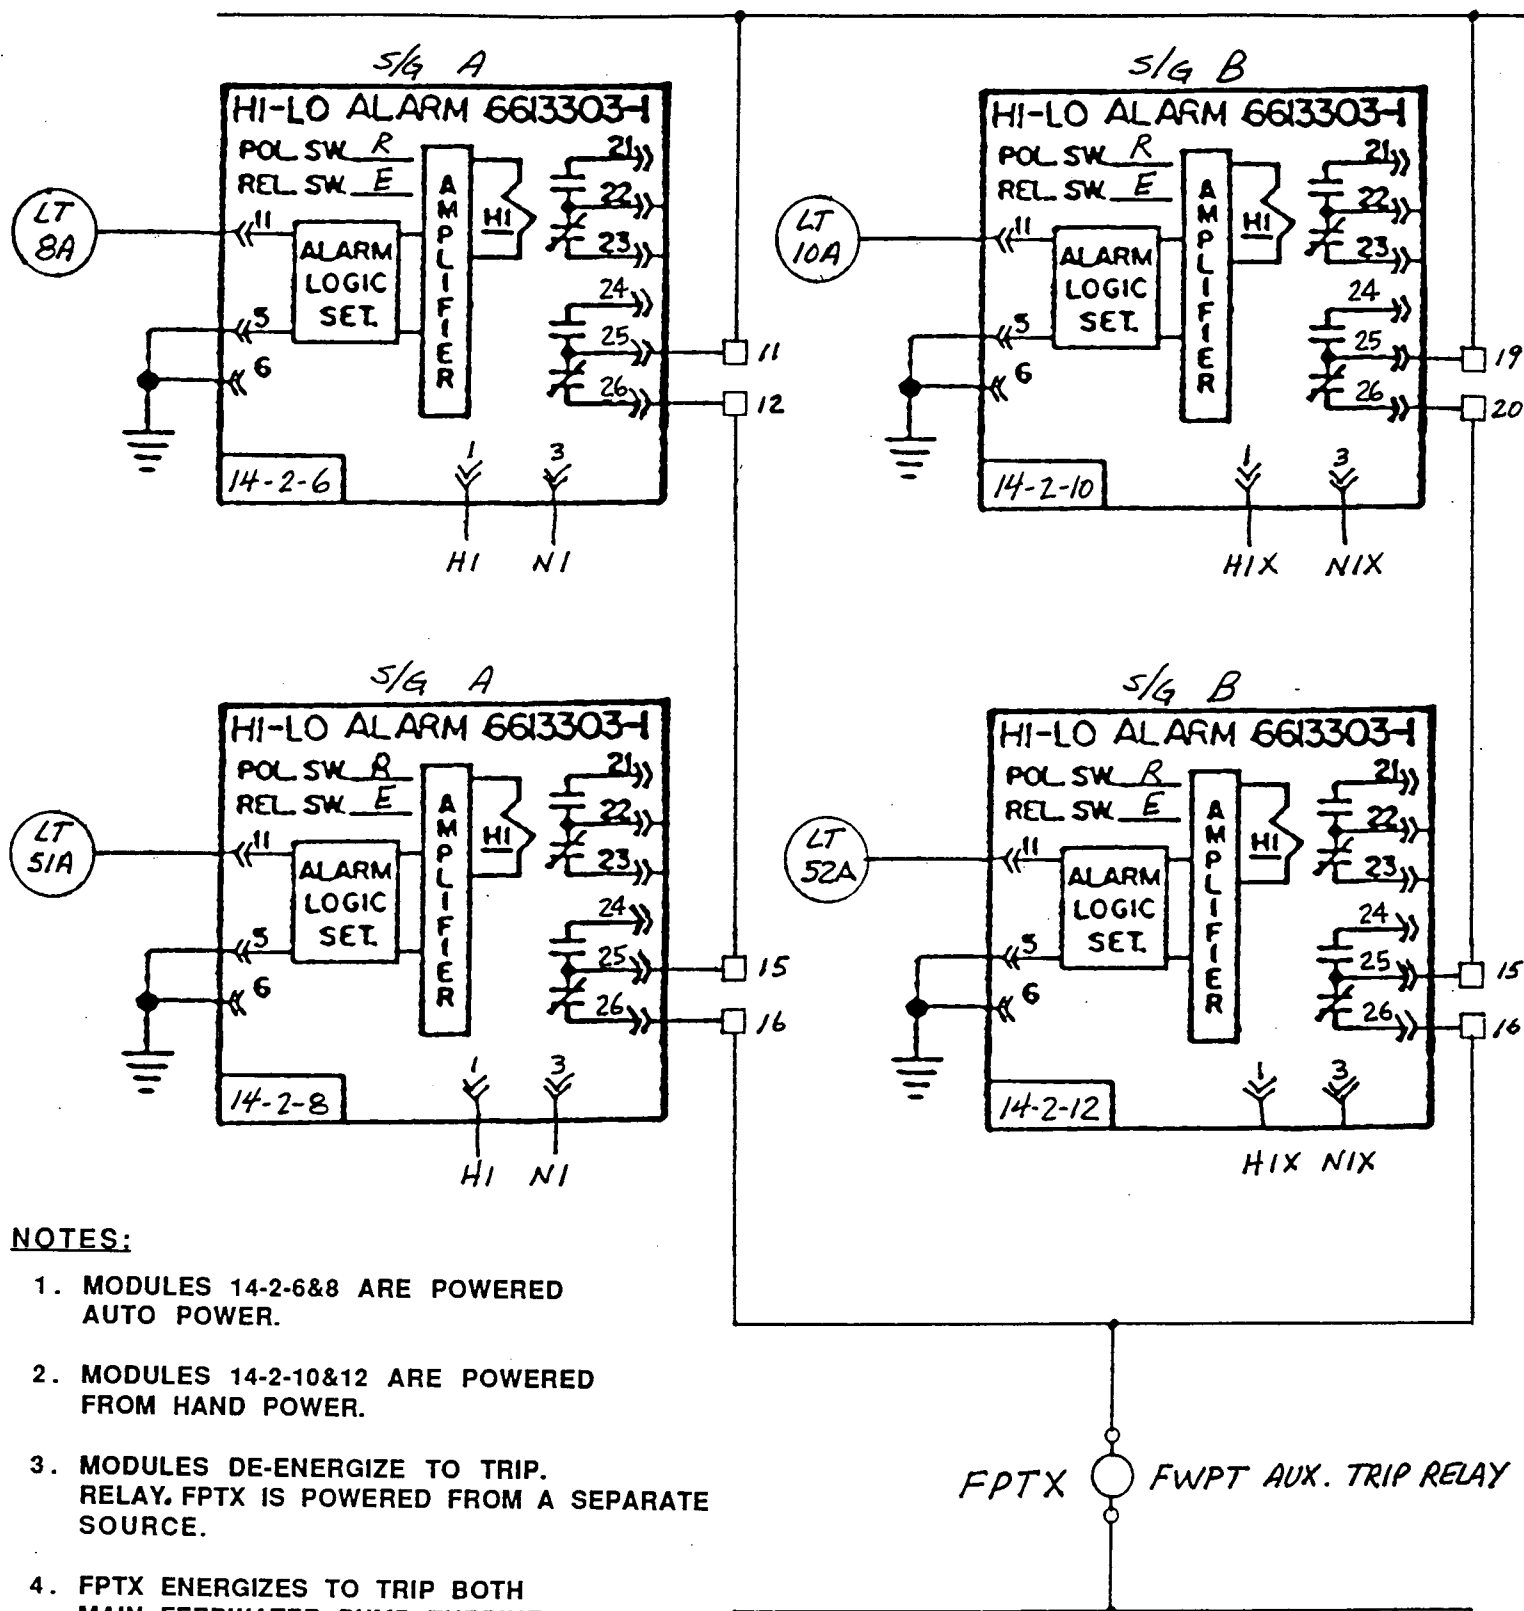 S/G A
HI-LO ALARM 6613303-1
POL. SW. R
REL. SW. E
LT
8A
11
5
6
ALARM
LOGIC
SET.
AMPLIFIER
HI
21
22
23
24
25
26
11
12
14-2-6
1
3
H1 N1
S/G B
HI-LO ALARM 6613303-1
POL. SW. R
REL. SW. E
LT
10A
11
5
6
ALARM
LOGIC
SET.
AMPLIFIER
HI
21
22
23
24
25
26
19
20
14-2-10
1
3
H1X N1X
S/G A
HI-LO ALARM 6613303-1
POL. SW. R
REL. SW. E
LT
51A
11
5
6
ALARM
LOGIC
SET.
AMPLIFIER
HI
21
22
23
24
25
26
15
16
14-2-8
1
3
H1 N1
S/G B
HI-LO ALARM 6613303-1
POL. SW. R
REL. SW. E
LT
52A
11
5
6
ALARM
LOGIC
SET.
AMPLIFIER
HI
21
22
23
24
25
26
15
16
14-2-12
1
3
H1X N1X
NOTES:
1. MODULES 14-2-6&8 ARE POWERED
AUTO POWER.
2. MODULES 14-2-10&12 ARE POWERED
FROM HAND POWER.
3. MODULES DE-ENERGIZE TO TRIP.
RELAY. FPTX IS POWERED FROM A SEPARATE
SOURCE.
4. FPTX ENERGIZES TO TRIP BOTH
FPTX FWPT AUX. TRIP RELAY